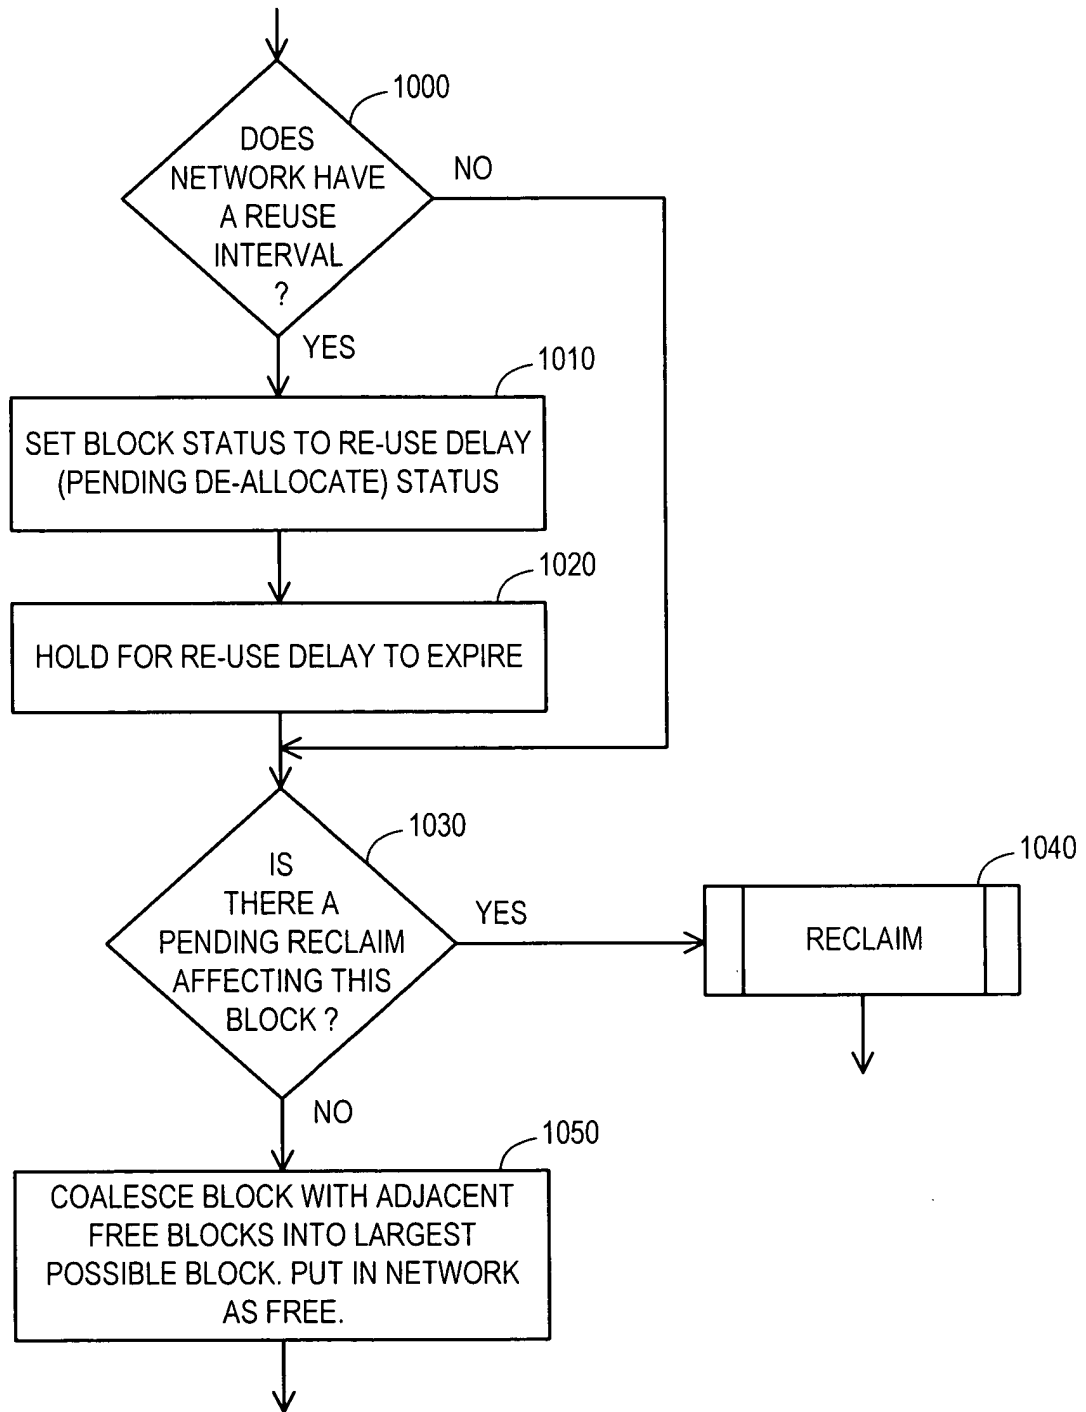 1000
DOES
NETWORK HAVE
A REUSE
INTERVAL
?
NO
YES
1010
SET BLOCK STATUS TO RE-USE DELAY
(PENDING DE-ALLOCATE) STATUS
1020
HOLD FOR RE-USE DELAY TO EXPIRE
1030
IS
THERE A
PENDING RECLAIM
AFFECTING THIS
BLOCK ?
YES
1040
RECLAIM
NO
1050
COALESCE BLOCK WITH ADJACENT
FREE BLOCKS INTO LARGEST
POSSIBLE BLOCK. PUT IN NETWORK
AS FREE.